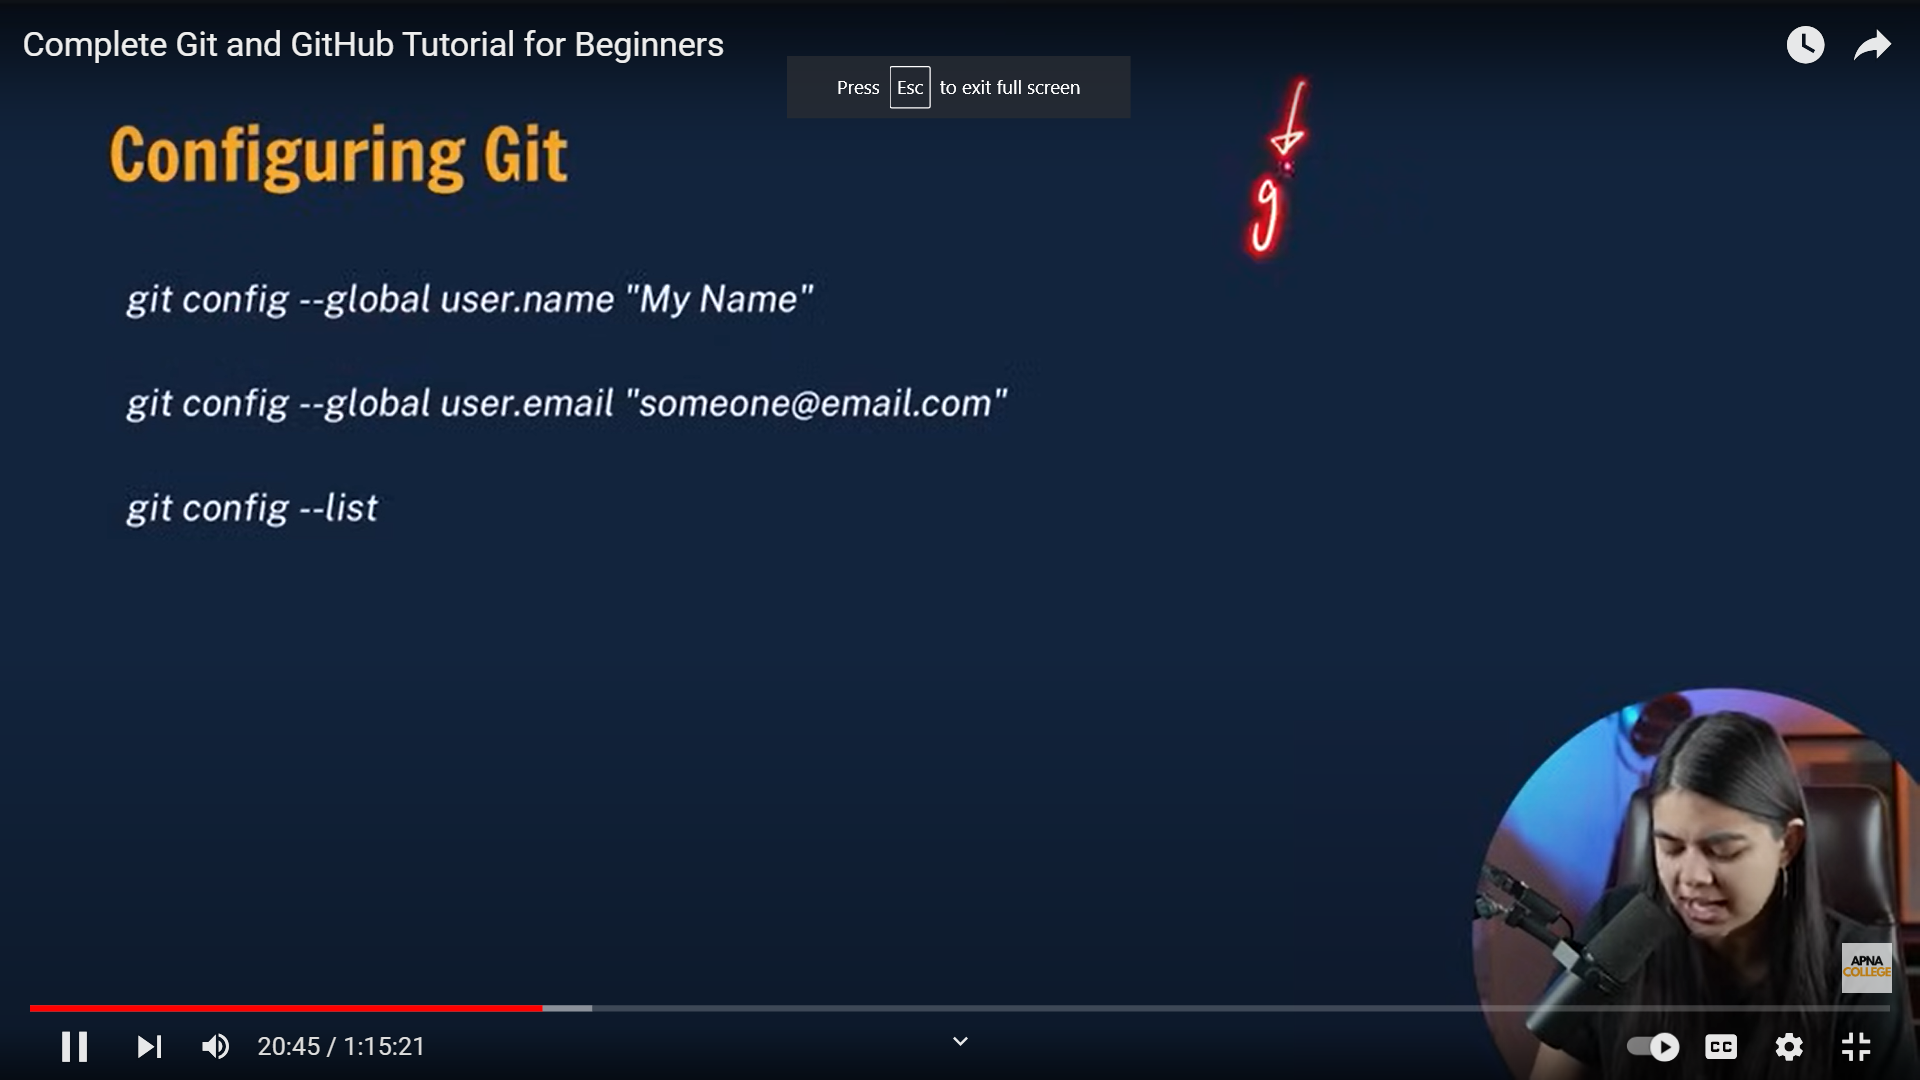 Complete Git and GitHub Tutorial for Beginners
Press Esc to exit full screen
Configuring Git
g
git config --global user.name "My Name"
git config --global user.email "someone@email.com"
git config --list
APNA
COLLEGE
20:45 / 1:15:21
CC